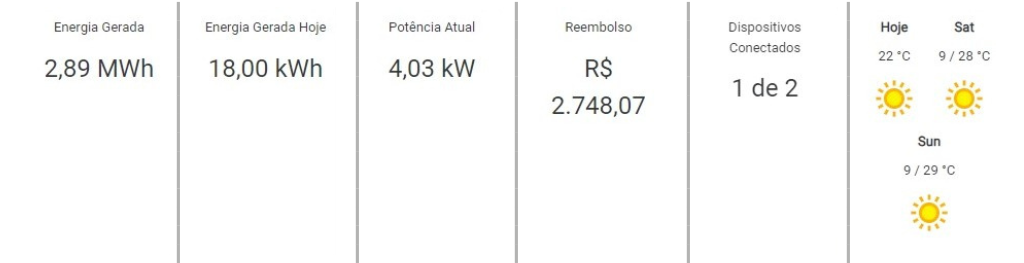 Energia Gerada
2,89 MWh
Energia Gerada Hoje
18,00 kWh
Potência Atual
4,03 kW
Reembolso
R$
2.748,07
Dispositivos
Conectados
1 de 2
Hoje
22 °C
Sat
9 / 28 °C
Sun
9 / 29 °C